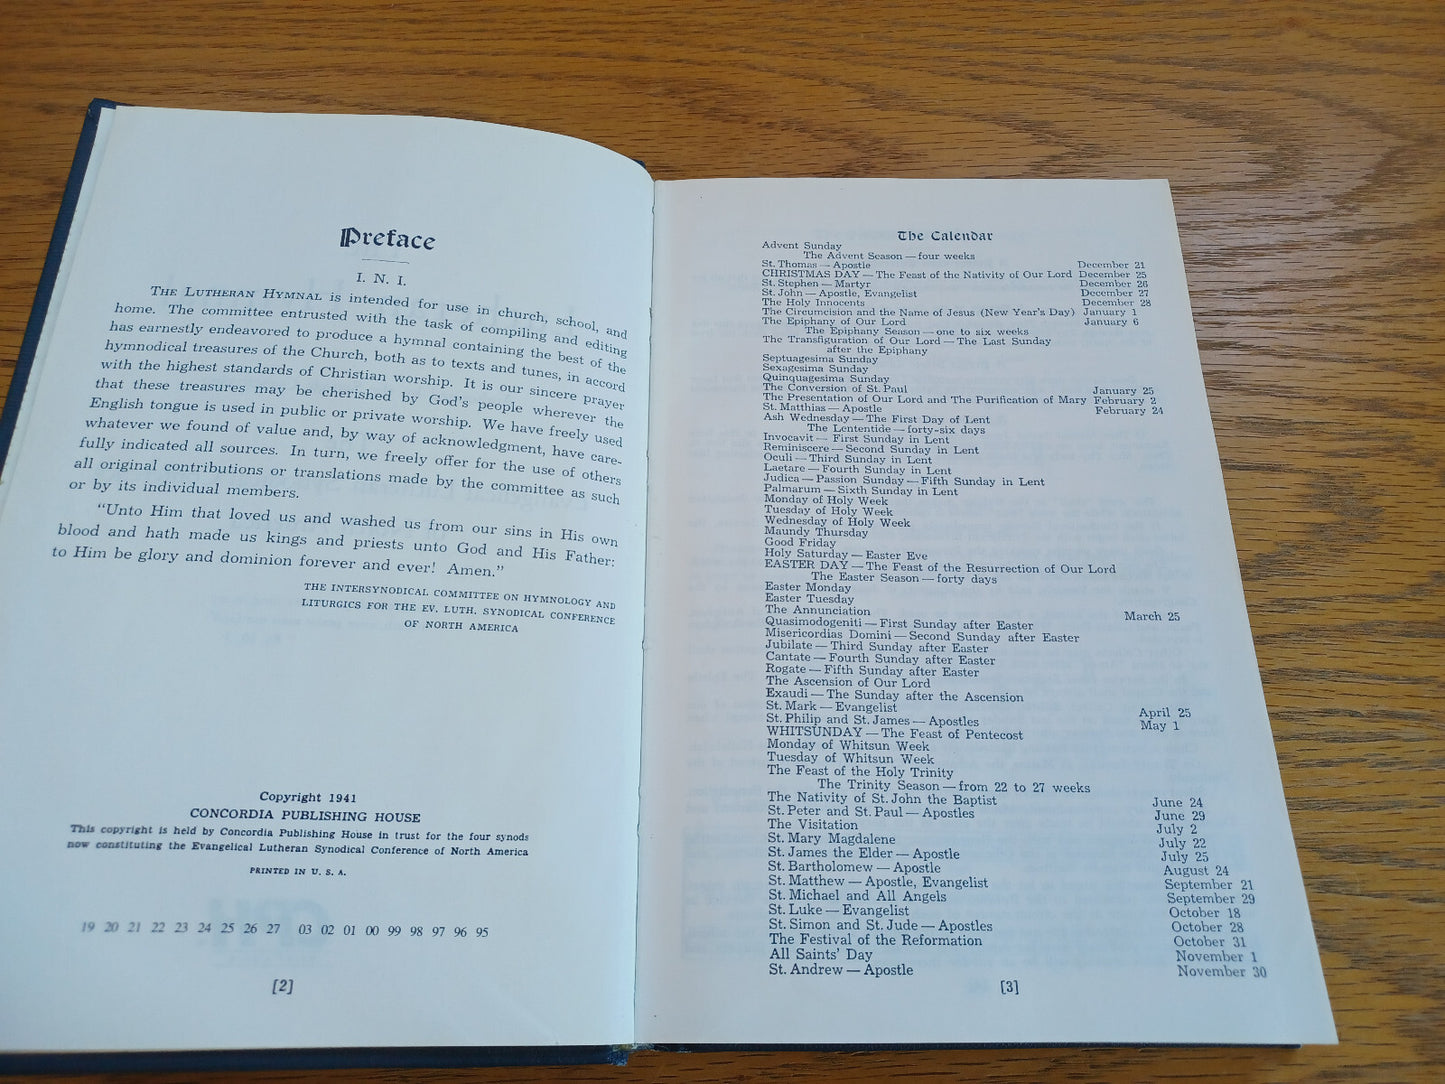 Preface
I. N. I.
THE LUTHERAN HYMNAL is intended for use in church, school, and
home. The committee entrusted with the task of compiling and editing
has earnestly endeavored to produce a hymnal containing the best of the
hymnodical treasures of the Church, both as to texts and tunes, in accord
with the highest standards of Christian worship. It is our sincere prayer
that these treasures may be cherished by God's people wherever the
English tongue is used in public or private worship. We have freely used
whatever we found of value and, by way of acknowledgment, have care-
fully indicated all sources. In turn, we freely offer for the use of others
all original contributions or translations made by the committee as such
or by its individual members.
"Unto Him that loved us and washed us from our sins in His own
blood and hath made us kings and priests unto God and His Father:
to Him be glory and dominion forever and ever! Amen."
THE INTERSYNODICAL COMMITTEE ON HYMNOLOGY AND
LITURGICS FOR THE EV. LUTH. SYNODICAL CONFERENCE
OF NORTH AMERICA
Copyright 1941
CONCORDIA PUBLISHING HOUSE
This copyright is held by Concordia Publishing House in trust for the four synods
now constituting the Evangelical Lutheran Synodical Conference of North America
PRINTED IN U. S. A.
19 20 21 22 23 24 25 26 27 03 02 01 00 99 98 97 96 95
[2]
The Calendar
Advent Sunday
The Advent Season — four weeks
St. Thomas — Apostle December 21
CHRISTMAS DAY — The Feast of the Nativity of Our Lord December 25
St. Stephen — Martyr December 26
St. John — Apostle, Evangelist December 27
The Holy Innocents December 28
The Circumcision and the Name of Jesus (New Year's Day) January 1
The Epiphany of Our Lord January 6
The Epiphany Season — one to six weeks
The Transfiguration of Our Lord — The Last Sunday
after the Epiphany
Septuagesima Sunday
Sexagesima Sunday
Quinquagesima Sunday
The Conversion of St. Paul January 25
The Presentation of Our Lord and The Purification of Mary February 2
St. Matthias — Apostle February 24
Ash Wednesday — The First Day of Lent
The Lententide — forty-six days
Invocavit — First Sunday in Lent
Reminiscere — Second Sunday in Lent
Oculi — Third Sunday in Lent
Laetare — Fourth Sunday in Lent
Judica — Passion Sunday — Fifth Sunday in Lent
Palmarum — Sixth Sunday in Lent
Monday of Holy Week
Tuesday of Holy Week
Wednesday of Holy Week
Maundy Thursday
Good Friday
Holy Saturday — Easter Eve
EASTER DAY — The Feast of the Resurrection of Our Lord
The Easter Season — forty days
Easter Monday
Easter Tuesday
The Annunciation March 25
Quasimodogeniti — First Sunday after Easter
Misericordias Domini — Second Sunday after Easter
Jubilate — Third Sunday after Easter
Cantate — Fourth Sunday after Easter
Rogate — Fifth Sunday after Easter
The Ascension of Our Lord
Exaudi — The Sunday after the Ascension
St. Mark — Evangelist April 25
St. Philip and St. James — Apostles May 1
WHITSUNDAY — The Feast of Pentecost
Monday of Whitsun Week
Tuesday of Whitsun Week
The Feast of the Holy Trinity
The Trinity Season — from 22 to 27 weeks
The Nativity of St. John the Baptist June 24
St. Peter and St. Paul — Apostles June 29
The Visitation July 2
St. Mary Magdalene July 22
St. James the Elder — Apostle July 25
St. Bartholomew — Apostle August 24
St. Matthew — Apostle, Evangelist September 21
St. Michael and All Angels September 29
St. Luke — Evangelist October 18
St. Simon and St. Jude — Apostles October 28
The Festival of the Reformation October 31
All Saints' Day November 1
St. Andrew — Apostle November 30
[3]